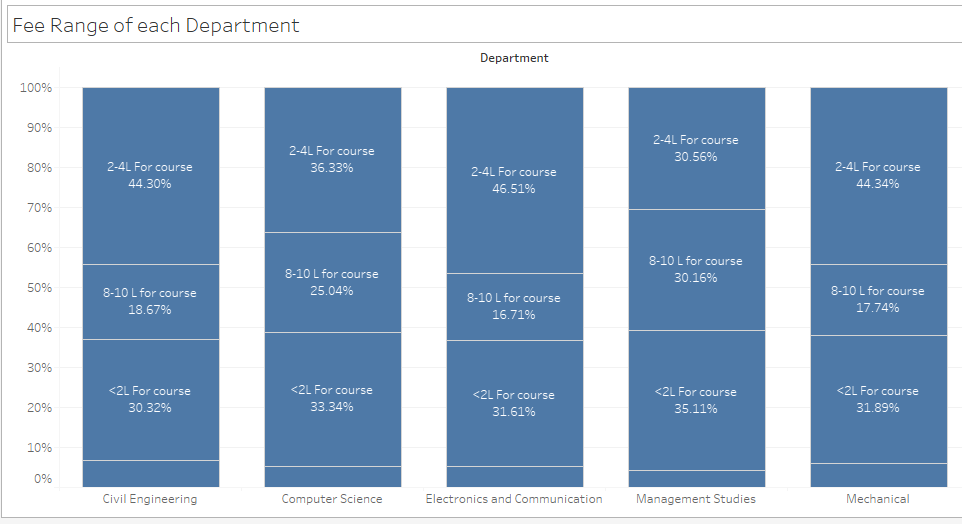 Fee Range of each Department
Department
100%
90%
80%
70%
60%
50%
40%
30%
20%
10%
0%
2-4L For course
44.30%
8-10 L for course
18.67%
<2L For course
30.32%
2-4L For course
36.33%
8-10 L for course
25.04%
<2L For course
33.34%
2-4L For course
46.51%
8-10 L for course
16.71%
<2L For course
31.61%
2-4L For course
30.56%
8-10 L for course
30.16%
<2L For course
35.11%
2-4L For course
44.34%
8-10 L for course
17.74%
<2L For course
31.89%
Civil Engineering
Computer Science
Electronics and Communication
Management Studies
Mechanical